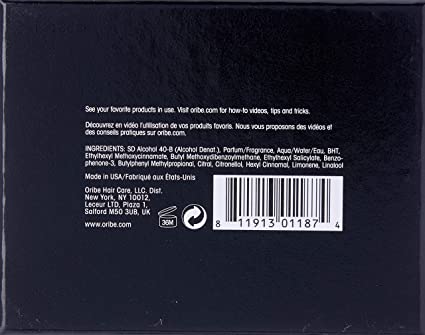 See your favorite products in use. Visit oribe.com for how-to videos, tips and tricks.
Découvrez en vidéo l'utilisation de vos produits favoris. Nous vous proposons des vidéos et
des conseils pratiques sur oribe.com.
INGREDIENTS: SD Alcohol 40-B (Alcohol Denat.), Parfum/Fragrance, Aqua/Water/Eau, BHT,
Ethylhexyl Methoxycinnamate, Butyl Methoxydibenzoylmethane, Ethylhexyl Salicylate, Benzo-
phenone-3, Butylphenyl Methylpropional, Citral, Citronellol, Hexyl Cinnamal, Limonene, Linalool
Made in USA/Fabriqué aux États-Unis
Oribe Hair Care, LLC. Dist.
New York, NY 10012,
Leceur LTD, Plaza 1,
Salford M50 3UB, UK
www.oribe.com
36M
8 11913 01187 4